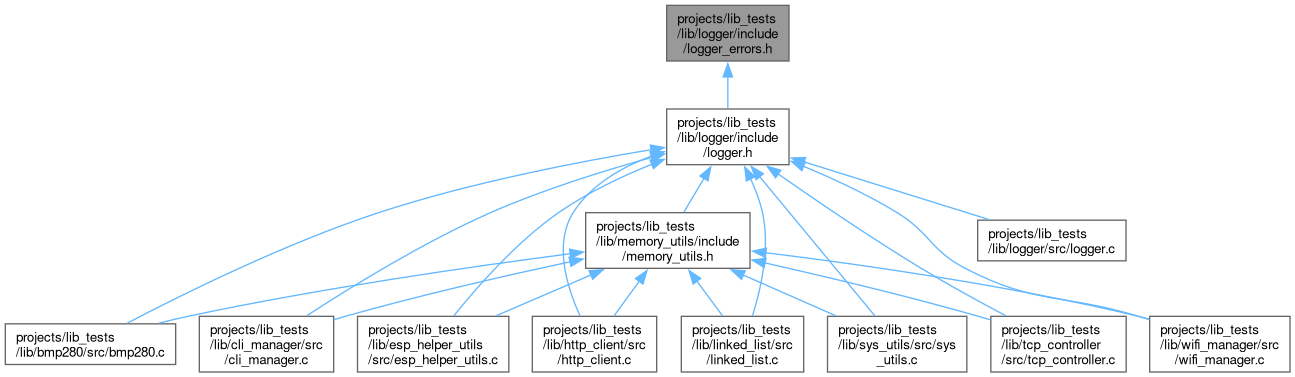 projects/lib_tests
/lib/logger/include
/logger_errors.h
projects/lib_tests
/lib/logger/include
/logger.h
projects/lib_tests
/lib/memory_utils/include
/memory_utils.h
projects/lib_tests
/lib/logger/src/logger.c
projects/lib_tests
/lib/bmp280/src/bmp280.c
projects/lib_tests
/lib/cli_manager/src
/cli_manager.c
projects/lib_tests
/lib/esp_helper_utils
/src/esp_helper_utils.c
projects/lib_tests
/lib/http_client/src
/http_client.c
projects/lib_tests
/lib/linked_list/src
/linked_list.c
projects/lib_tests
/lib/sys_utils/src/sys
_utils.c
projects/lib_tests
/lib/tcp_controller
/src/tcp_controller.c
projects/lib_tests
/lib/wifi_manager/src
/wifi_manager.c